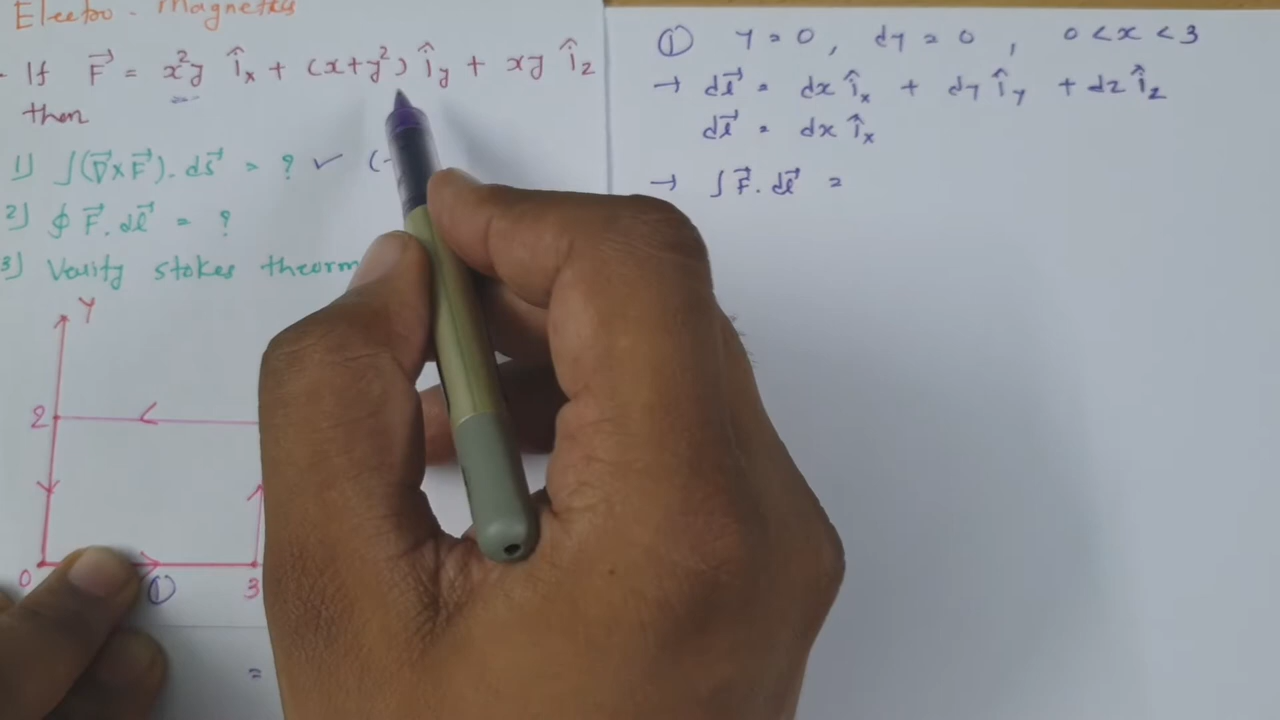 Electro - Magnetics
- If F⃗ = x²y îx + (x+y²) îy + xy îz
then
1) ∫(∇⃗×F⃗). ds⃗ = ? ✓ (-
2) ∮ F⃗. dl⃗ = ?
3) Varity stokes theorm
Y
2
0
①
3
=
① y = 0, dy = 0, 0 < x < 3
→ dl⃗ = dx îx + dy îy + dz îz
dl⃗ = dx îx
→ ∫ F⃗. dl⃗ =